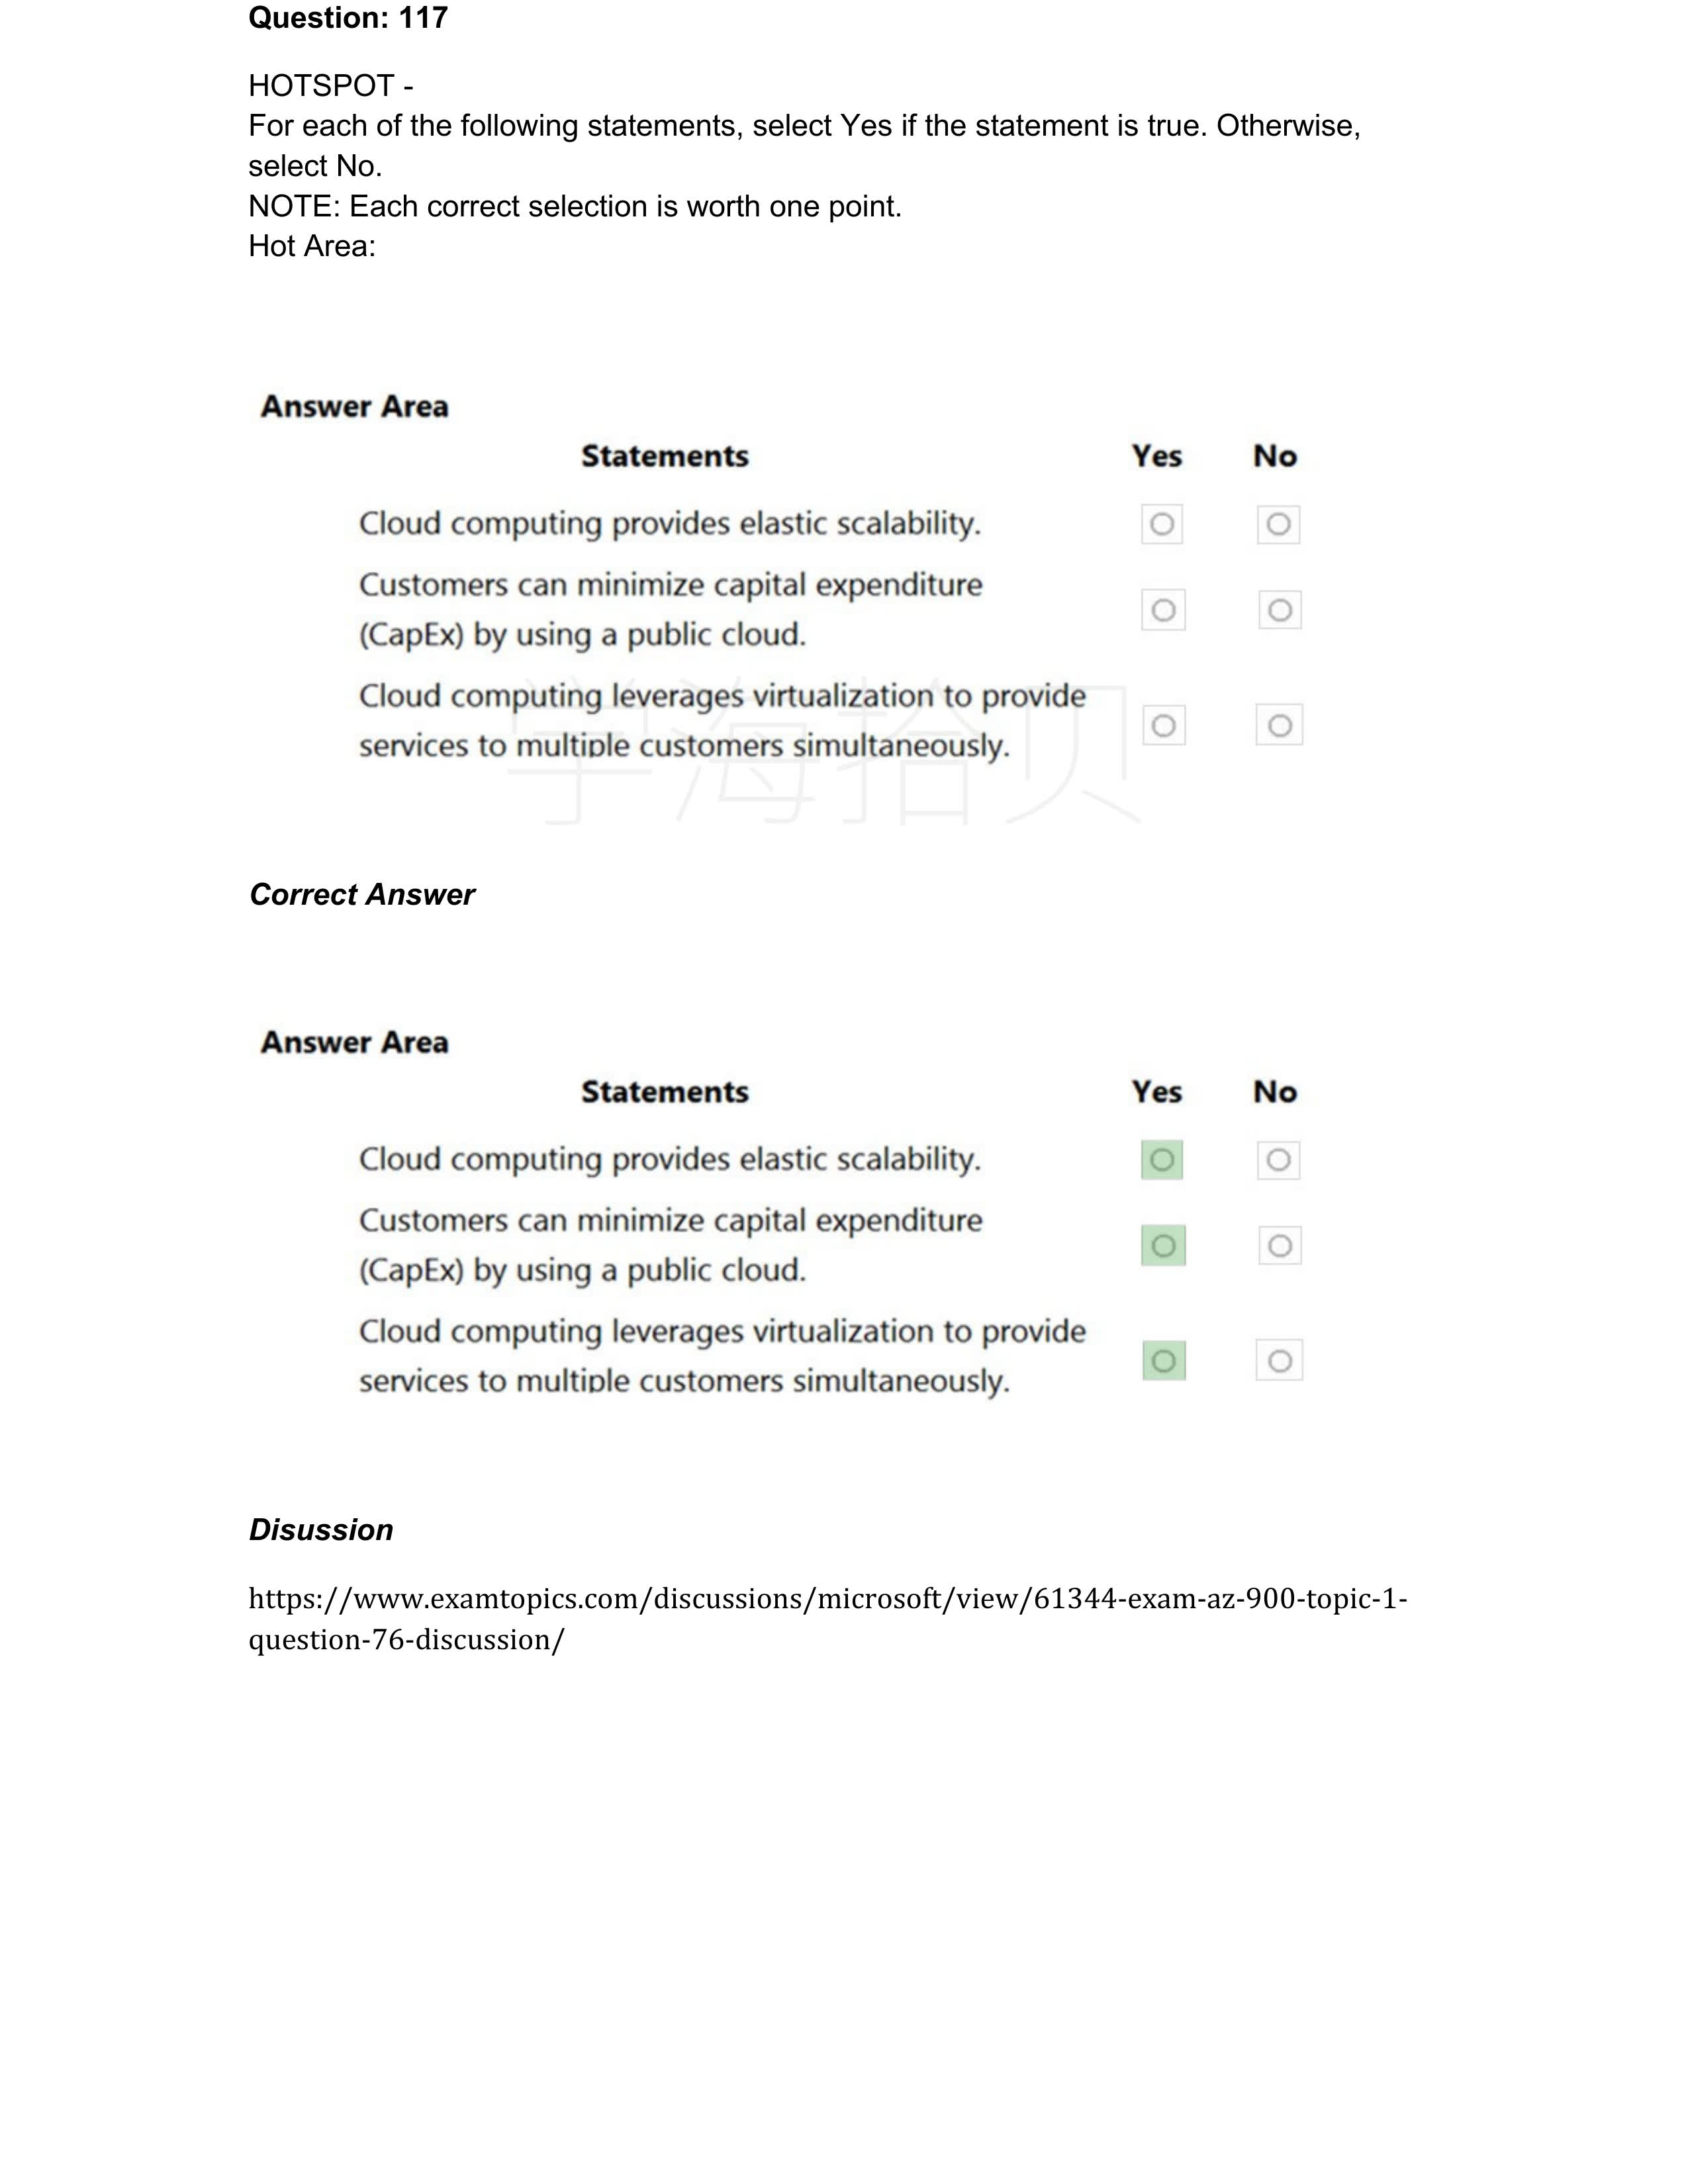 Question: 117
HOTSPOT -
For each of the following statements, select Yes if the statement is true. Otherwise,
select No.
NOTE: Each correct selection is worth one point.
Hot Area:
Answer Area
Statements Yes No
Cloud computing provides elastic scalability.
Customers can minimize capital expenditure
(CapEx) by using a public cloud.
Cloud computing leverages virtualization to provide
services to multiple customers simultaneously.
学海拾贝
Correct Answer
Answer Area
Statements Yes No
Cloud computing provides elastic scalability.
Customers can minimize capital expenditure
(CapEx) by using a public cloud.
Cloud computing leverages virtualization to provide
services to multiple customers simultaneously.
Disussion
https://www.examtopics.com/discussions/microsoft/view/61344-exam-az-900-topic-1-
question-76-discussion/